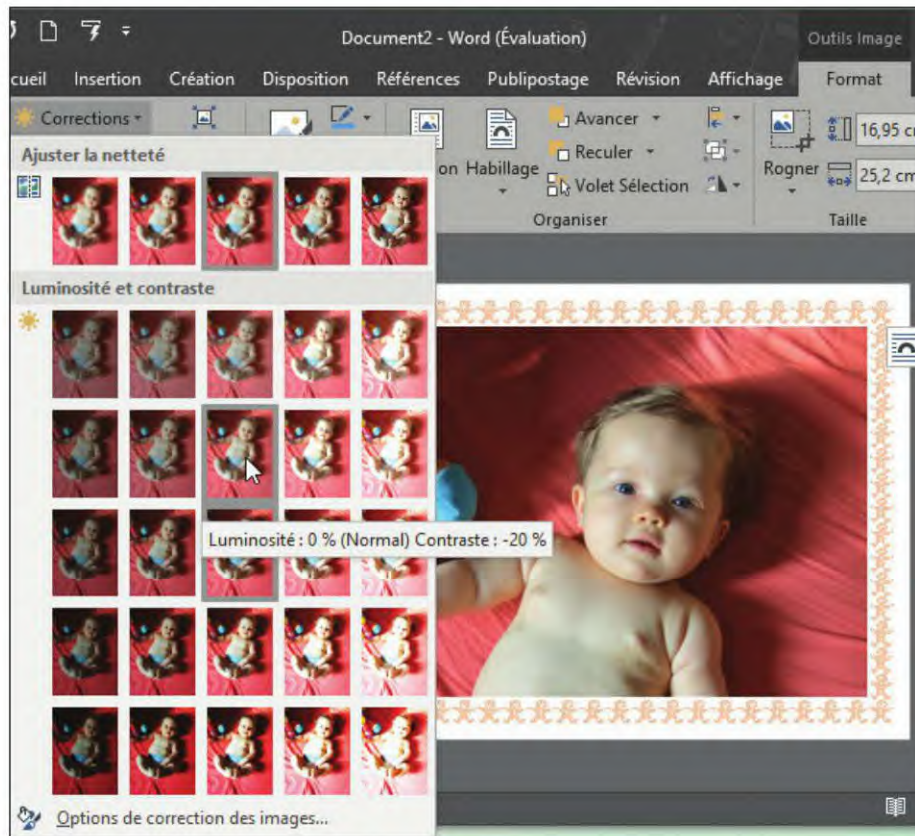 Document2 - Word (Évaluation)
Outils Image
cueil Insertion Création Disposition Références Publipostage Révision Affichage Format
Corrections
Avancer
16,95 c
Reculer
on Habillage
Rogner
Volet Sélection
25,2 cm
Organiser
Taille
Ajuster la netteté
Luminosité et contraste
Luminosité : 0 % (Normal) Contraste : -20 %
Options de correction des images...